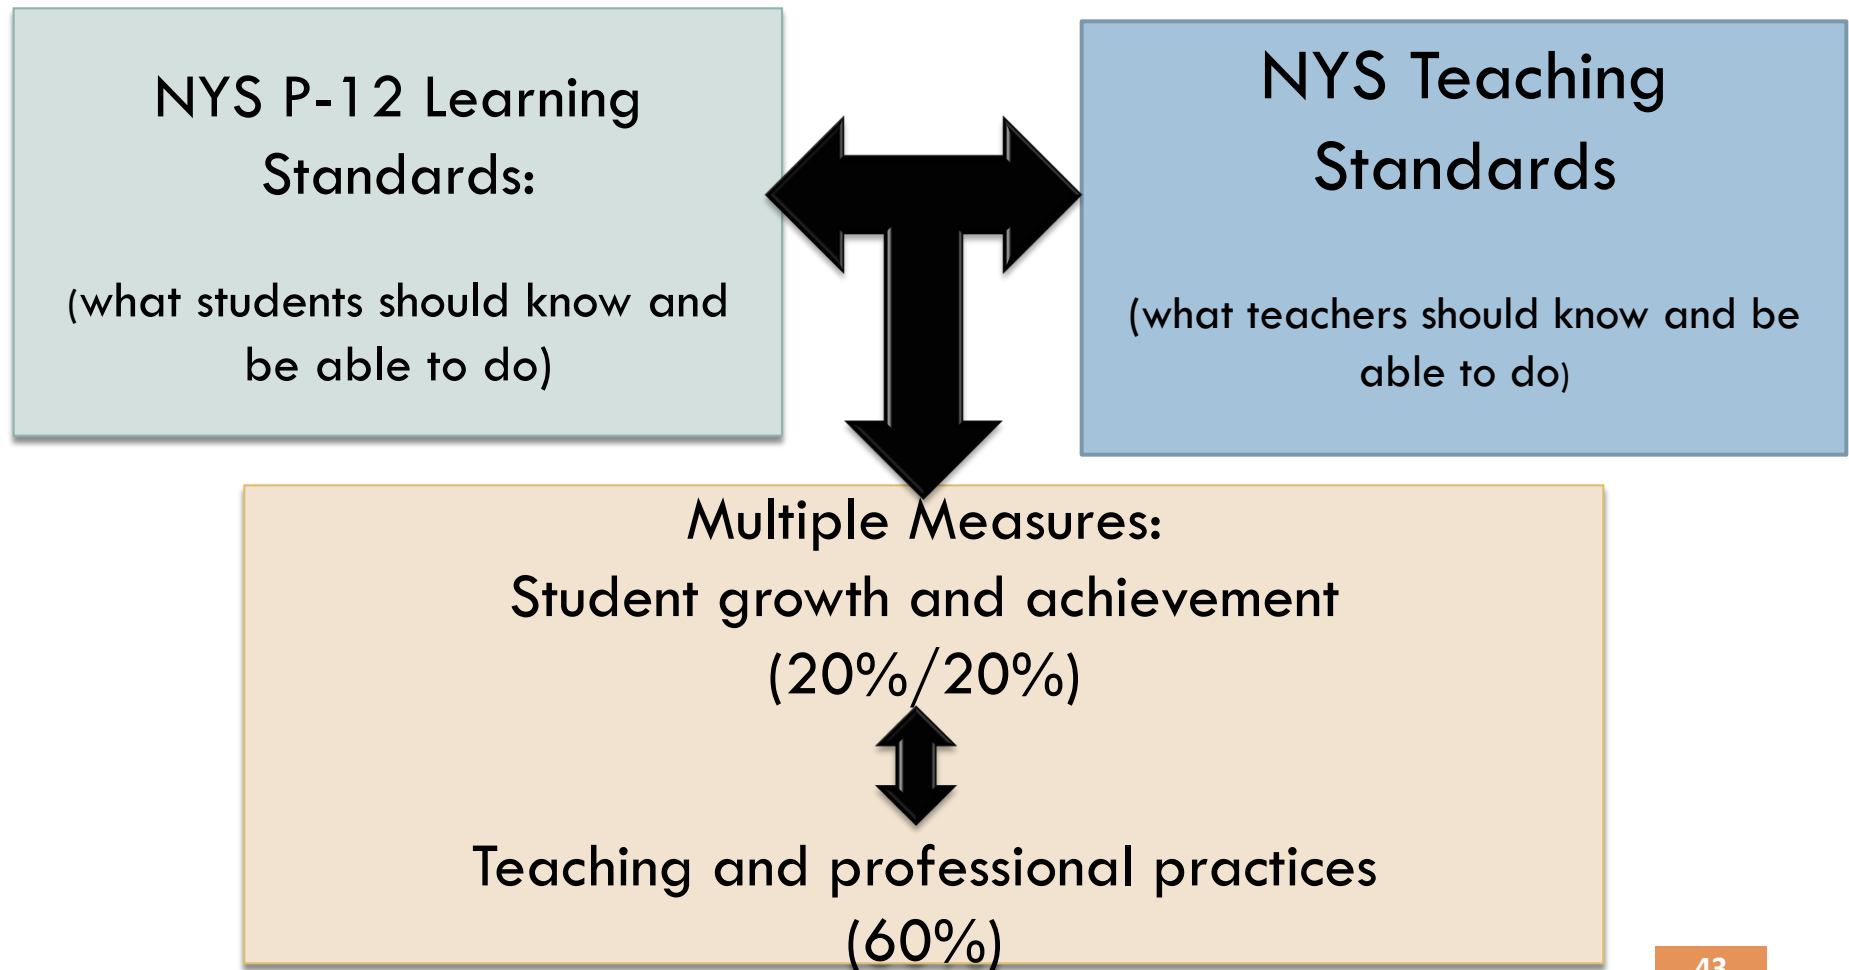 NYS P-12 Learning
Standards:
(what students should know and
be able to do)
NYS Teaching
Standards
(what teachers should know and be
able to do)
Multiple Measures:
Student growth and achievement
(20%/20%)
Teaching and professional practices
(60%)
43